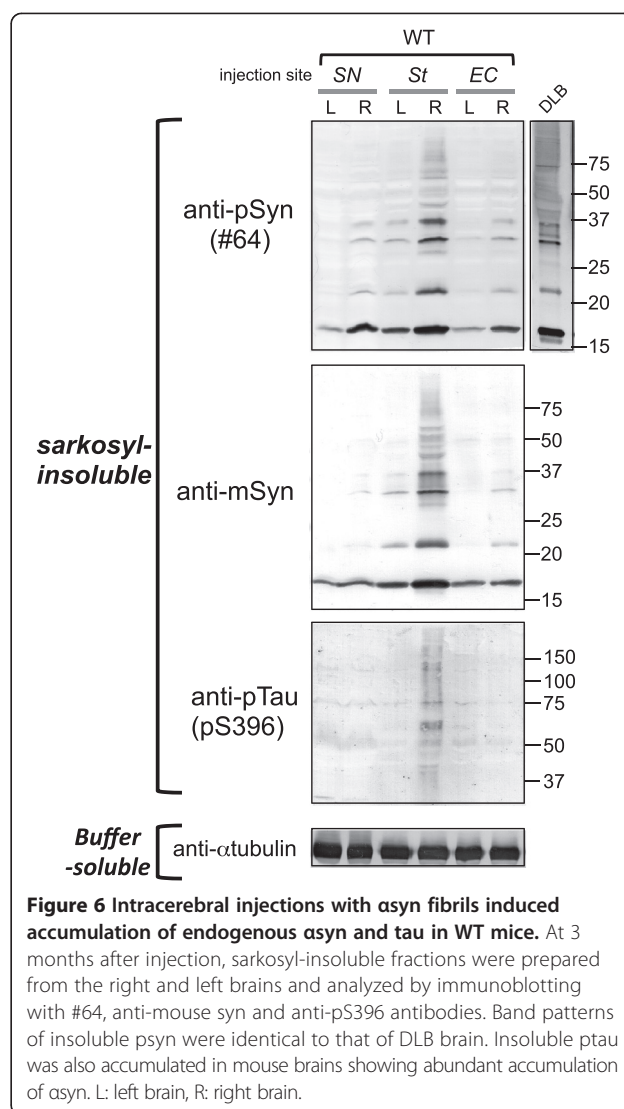 WT
injection site SN St EC
L R L R L R DLB
anti-pSyn
(#64)
75
50
37
25
20
15
sarkosyl-
insoluble
anti-mSyn
75
50
37
25
20
15
anti-pTau
(pS396)
150
100
75
50
37
Buffer
-soluble
anti-αtubulin
Figure 6 Intracerebral injections with αsyn fibrils induced
accumulation of endogenous αsyn and tau in WT mice. At 3
months after injection, sarkosyl-insoluble fractions were prepared
from the right and left brains and analyzed by immunoblotting
with #64, anti-mouse syn and anti-pS396 antibodies. Band patterns
of insoluble psyn were identical to that of DLB brain. Insoluble ptau
was also accumulated in mouse brains showing abundant accumulation
of αsyn. L: left brain, R: right brain.